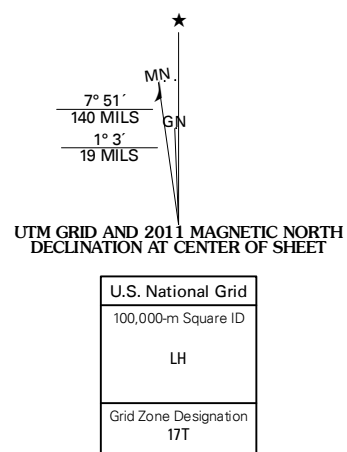 ★
MN
7° 51´
140 MILS
GN
1° 3´
19 MILS
UTM GRID AND 2011 MAGNETIC NORTH
DECLINATION AT CENTER OF SHEET
U.S. National Grid
100,000-m Square ID
LH
Grid Zone Designation
17T